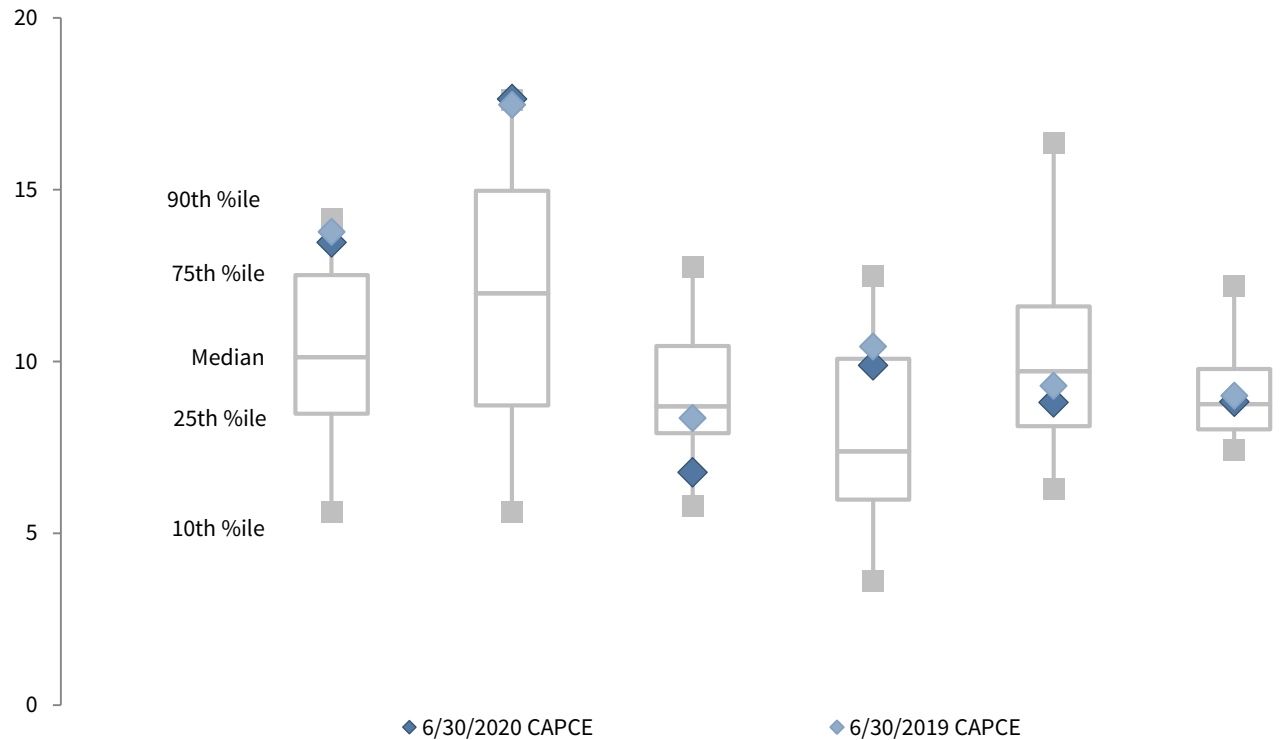 20
15
90th %ile
75th %ile
10
Median
25th %ile
5
10th %ile
0
6/30/2020 CAPCE
6/30/2019 CAPCE